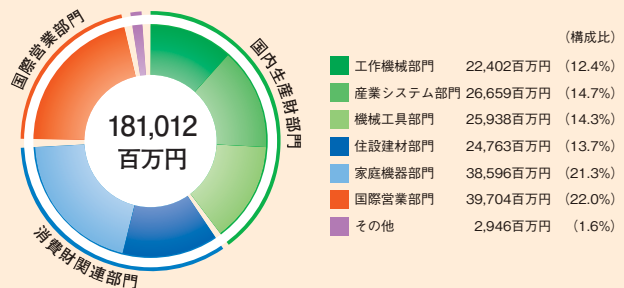 国際営業部門
国内生産財部門
消費財関連部門
181,012
百万円
(構成比)
工作機械部門 22,402百万円 (12.4%)
産業システム部門 26,659百万円 (14.7%)
機械工具部門 25,938百万円 (14.3%)
住設建材部門 24,763百万円 (13.7%)
家庭機器部門 38,596百万円 (21.3%)
国際営業部門 39,704百万円 (22.0%)
その他 2,946百万円 (1.6%)